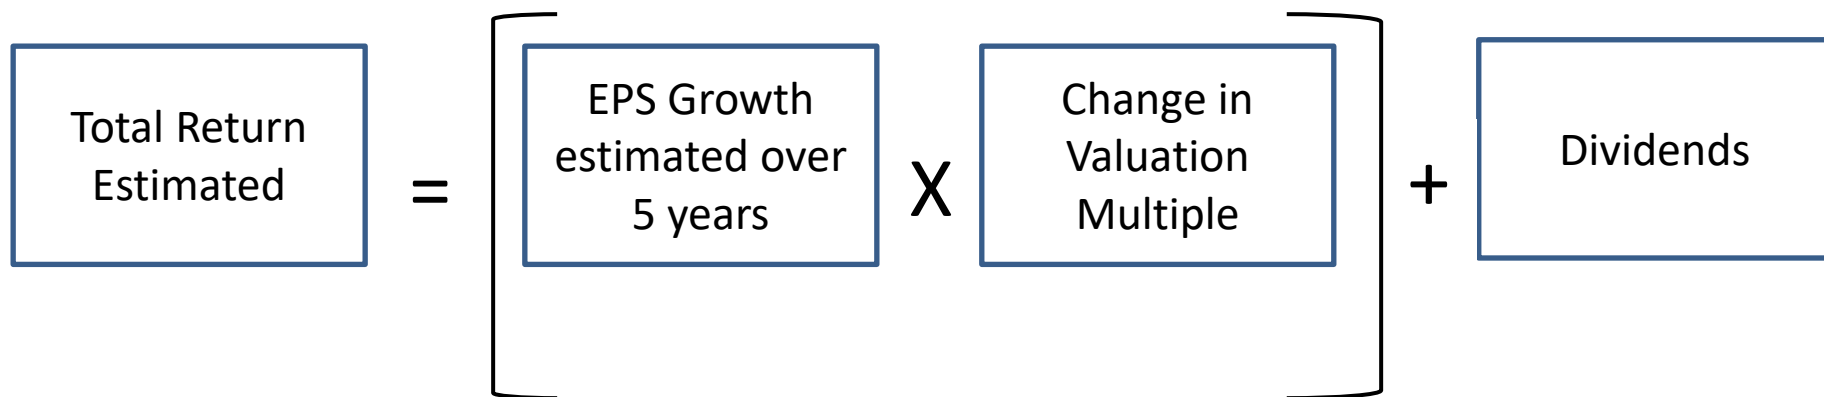 Total Return
Estimated
=
EPS Growth
estimated over
5 years
X
Change in
Valuation
Multiple
+
Dividends